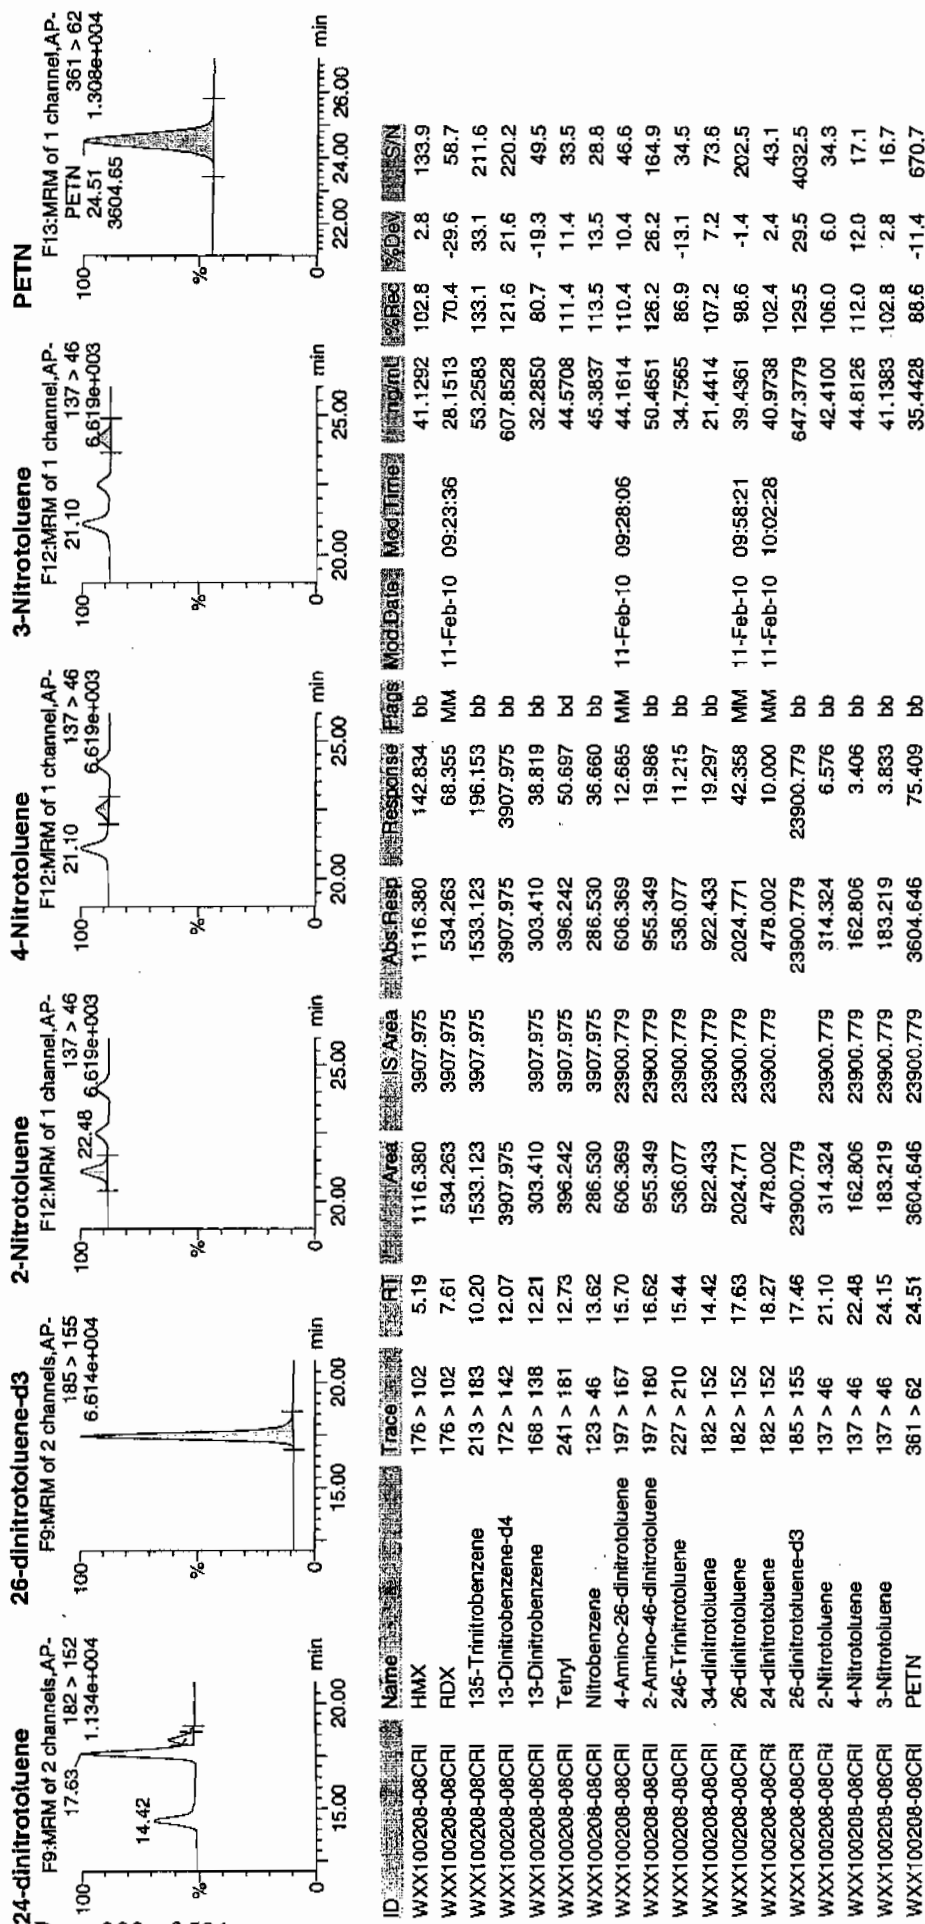 24-dinitrotoluene
F9:MRM of 2 channels,AP-
182 > 152
1.134e+004
100
17.63
14.42
15.00
20.00
min
26-dinitrotoluene-d3
F9:MRM of 2 channels,AP-
185 > 155
6.614e+004
100
%
0
15.00
20.00
min
2-Nitrotoluene
F12:MRM of 1 channel,AP-
137 > 46
6.619e+003
100
22.48
%
0
20.00
25.00
min
4-Nitrotoluene
F12:MRM of 1 channel,AP-
137 > 46
6.619e+003
100
21.10
%
0
20.00
25.00
min
3-Nitrotoluene
F12:MRM of 1 channel,AP-
137 > 46
6.619e+003
100
21.10
%
0
20.00
25.00
min
PETN
F13:MRM of 1 channel,AP-
361 > 62
1.308e+004
PETN
24.51
3604.65
100
%
0
22.00
24.00
26.00
min
ID Name Trace RT Area IS Area Abs.Resp Response Flags Mod.Date Mod.Time ng/mL %Rec %Dev S/N
WXX100208-08CRI HMX 176 > 102 5.19 1116.380 3907.975 1116.380 142.834 bb 41.1292 102.8 2.8 133.9
WXX100208-08CRI RDX 176 > 102 7.61 534.263 3907.975 534.263 68.355 MM 11-Feb-10 09:23:36 28.1513 70.4 -29.6 58.7
WXX100208-08CRI 135-Trinitrobenzene 213 > 183 10.20 1533.123 3907.975 1533.123 196.153 bb 53.2583 133.1 33.1 211.6
WXX100208-08CRI 13-Dinitrobenzene-d4 172 > 142 12.07 3907.975 3907.975 3907.975 bb 607.8528 121.6 21.6 220.2
WXX100208-08CRI 13-Dinitrobenzene 168 > 138 12.21 303.410 3907.975 303.410 38.819 bb 32.2850 80.7 -19.3 49.5
WXX100208-08CRI Tetryl 241 > 181 12.73 396.242 3907.975 396.242 50.697 bd 44.5708 111.4 11.4 33.5
WXX100208-08CRI Nitrobenzene 123 > 46 13.62 286.530 3907.975 286.530 36.660 bb 45.3837 113.5 13.5 28.8
WXX100208-08CRI 4-Amino-26-dinitrotoluene 197 > 167 15.70 606.369 23900.779 606.369 12.685 MM 11-Feb-10 09:28:06 44.1614 110.4 10.4 46.6
WXX100208-08CRI 2-Amino-46-dinitrotoluene 197 > 180 16.62 955.349 23900.779 955.349 19.986 bb 50.4651 126.2 26.2 164.9
WXX100208-08CRI 246-Trinitrotoluene 227 > 210 15.44 536.077 23900.779 536.077 11.215 bb 34.7565 86.9 -13.1 34.5
WXX100208-08CRI 34-dinitrotoluene 182 > 152 14.42 922.433 23900.779 922.433 19.297 bb 21.4414 107.2 7.2 73.6
WXX100208-08CRI 26-dinitrotoluene 182 > 152 17.63 2024.771 23900.779 2024.771 42.358 MM 11-Feb-10 09:58:21 39.4361 98.6 -1.4 202.5
WXX100208-08CRI 24-dinitrotoluene 182 > 152 18.27 478.002 23900.779 478.002 10.000 MM 11-Feb-10 10:02:28 40.9738 102.4 2.4 43.1
WXX100208-08CRI 26-dinitrotoluene-d3 185 > 155 17.46 23900.779 23900.779 23900.779 bb 647.3779 129.5 29.5 4032.5
WXX100208-08CRI 2-Nitrotoluene 137 > 46 21.10 314.324 23900.779 314.324 6.576 bb 42.4100 106.0 6.0 34.3
WXX100208-08CRI 4-Nitrotoluene 137 > 46 22.48 162.806 23900.779 162.806 3.406 bb 44.8126 112.0 12.0 17.1
WXX100208-08CRI 3-Nitrotoluene 137 > 46 24.15 183.219 23900.779 183.219 3.833 bb 41.1383 102.8 2.8 16.7
WXX100208-08CRI PETN 361 > 62 24.51 3604.646 23900.779 3604.646 75.409 bb 35.4428 88.6 -11.4 670.7